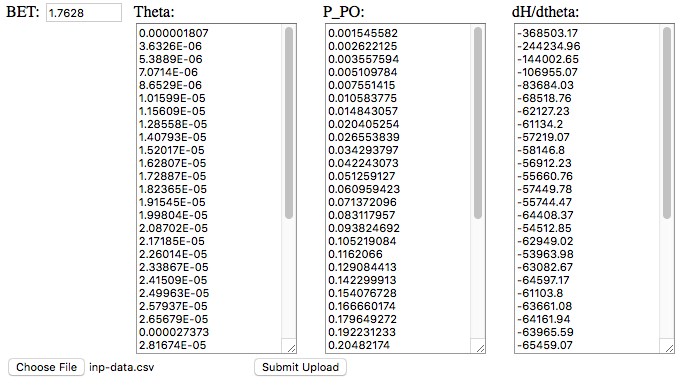 BET: 1.7628 Theta: P_PO: dH/dtheta:
0.000001807 0.001545582 -368503.17
3.6326E-06 0.002622125 -244234.96
5.3889E-06 0.003557594 -144002.65
7.0714E-06 0.005109784 -106955.07
8.6529E-06 0.007551415 -83684.03
1.01599E-05 0.010583775 -68518.76
1.15609E-05 0.014843057 -62127.23
1.28558E-05 0.020405254 -61134.2
1.40793E-05 0.026553839 -57219.07
1.52017E-05 0.034293797 -58146.8
1.62807E-05 0.042243073 -56912.23
1.72887E-05 0.051259127 -55660.76
1.82365E-05 0.060959423 -57449.78
1.91545E-05 0.071372096 -55744.47
1.99804E-05 0.083117957 -64408.37
2.08702E-05 0.093824692 -54512.85
2.17185E-05 0.105219084 -62949.02
2.26014E-05 0.1162066 -53963.98
2.33867E-05 0.129084413 -63082.67
2.41509E-05 0.142299913 -64597.17
2.49963E-05 0.154076728 -61103.8
2.57937E-05 0.166660174 -63661.08
2.65679E-05 0.179649272 -64161.94
0.000027373 0.192231233 -63965.59
2.81674E-05 0.20482174 -65459.07
Choose File inp-data.csv Submit Upload